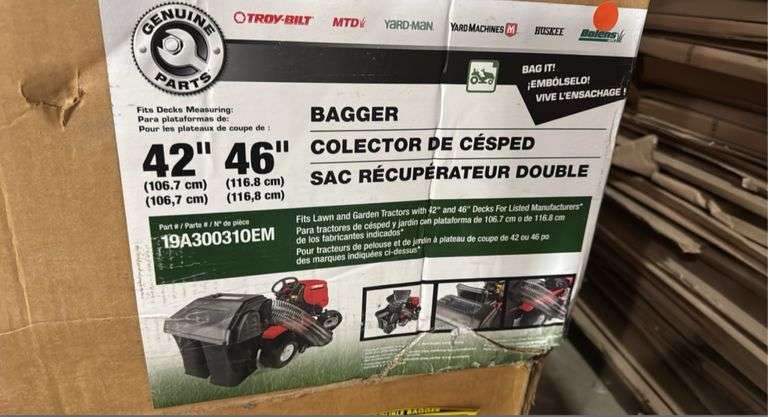 GENUINE PARTS
TROY-BILT® MTD YARD-MAN. YARD MACHINES M HUSKEE Bolens
BAG IT!
¡EMBÓLSELO!
VIVE L'ENSACHAGE!
Fits Decks Measuring:
Para plataformas de:
Pour les plateaux de coupe de :
42" 46"
(106.7 cm) (116.8 cm)
(106,7 cm) (116,8 cm)
BAGGER
COLECTOR DE CÉSPED
SAC RÉCUPÉRATEUR DOUBLE
Part # / Parte # / N° de pièce
19A30031OEM
Fits Lawn and Garden Tractors with 42" and 46" Decks For Listed Manufacturers*
Para tractores de césped y jardín con plataforma de 106.7 cm o de 116.8 cm
de los fabricantes indicados*
Pour tracteurs de pelouse et de jardin à plateau de coupe de 42 ou 46 po
des marques indiquées ci-dessus*
DOUBLE BAGGER